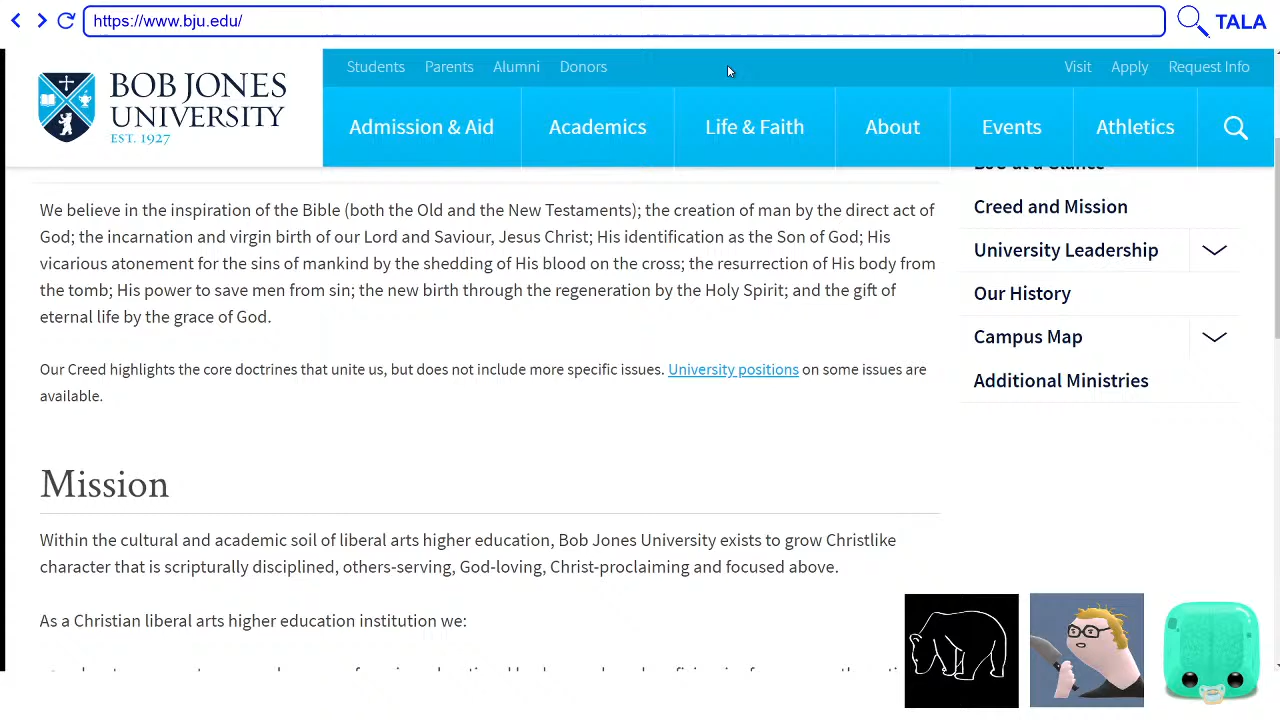 https://www.bju.edu/
TALA
Students Parents Alumni Donors
Visit Apply Request Info
BOB JONES
UNIVERSITY
EST. 1927
Admission & Aid Academics Life & Faith About Events Athletics
BJU at a Glance
We believe in the inspiration of the Bible (both the Old and the New Testaments); the creation of man by the direct act of
God; the incarnation and virgin birth of our Lord and Saviour, Jesus Christ; His identification as the Son of God; His
vicarious atonement for the sins of mankind by the shedding of His blood on the cross; the resurrection of His body from
the tomb; His power to save men from sin; the new birth through the regeneration by the Holy Spirit; and the gift of
eternal life by the grace of God.
Our Creed highlights the core doctrines that unite us, but does not include more specific issues. University positions on some issues are
available.
Creed and Mission
University Leadership
Our History
Campus Map
Additional Ministries
Mission
Within the cultural and academic soil of liberal arts higher education, Bob Jones University exists to grow Christlike
character that is scripturally disciplined, others-serving, God-loving, Christ-proclaiming and focused above.
As a Christian liberal arts higher education institution we: